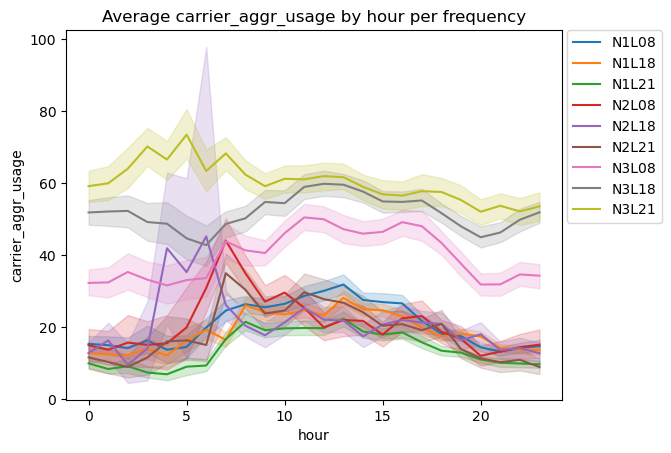 Average carrier_aggr_usage by hour per frequency
100
80
60
40
20
0
carrier_aggr_usage
0
5
10
15
20
hour
N1L08
N1L18
N1L21
N2L08
N2L18
N2L21
N3L08
N3L18
N3L21